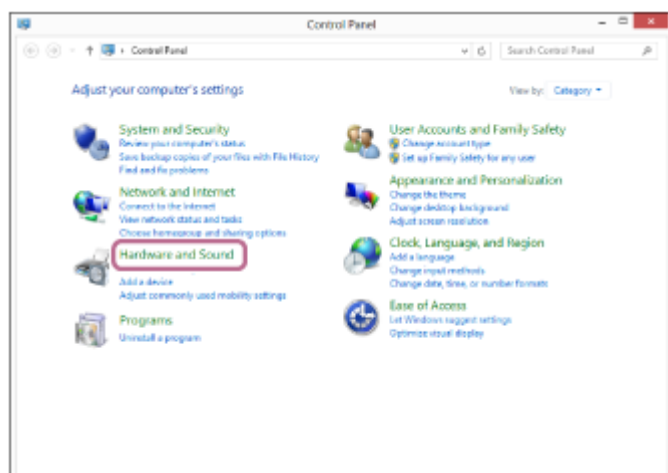 Control Panel
Control Panel
Search Control Panel
Adjust your computer's settings
View by: Category
System and Security
Review your computer's status
Save backup copies of your files with File History
Find and fix problems
Network and Internet
Connect to the Internet
View network status and tasks
Choose homegroup and sharing options
Hardware and Sound
Add a device
Adjust commonly used mobility settings
Programs
Uninstall a program
User Accounts and Family Safety
Change account type
Set up Family Safety for any user
Appearance and Personalization
Change the theme
Change desktop background
Adjust screen resolution
Clock, Language, and Region
Add a language
Change input methods
Change date, time, or number formats
Ease of Access
Let Windows suggest settings
Optimize visual display